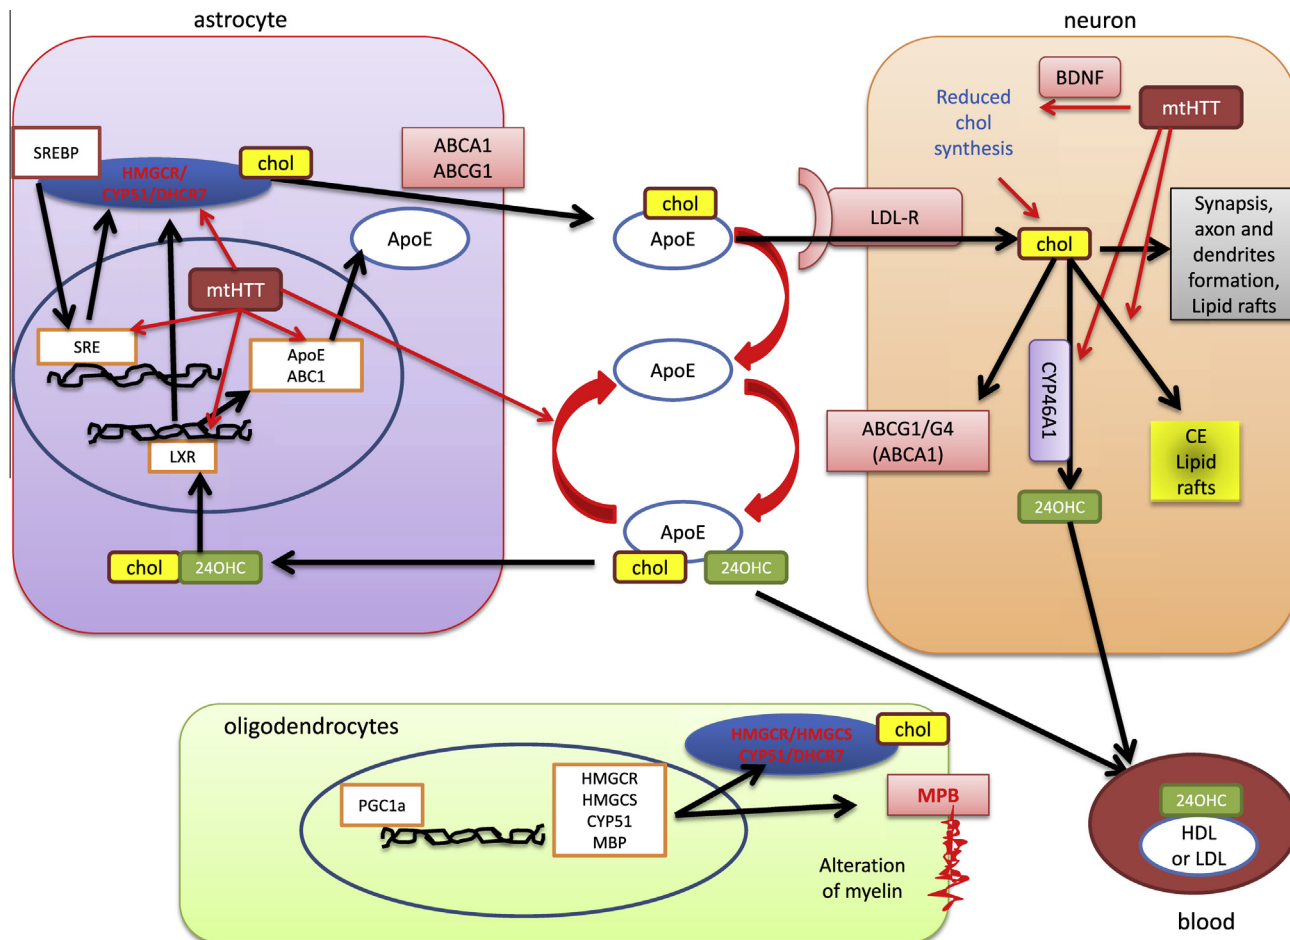 astrocyte
neuron
SREBP
HMGCR/
CYP51/DHCR7
chol
ABCA1
ABCG1
ApoE
mtHTT
SRE
ApoE
ABC1
LXR
chol
24OHC
chol
ApoE
ApoE
ApoE
chol
24OHC
LDL-R
BDNF
mtHTT
Reduced
chol
synthesis
chol
Synapsis,
axon and
dendrites
formation,
Lipid rafts
CYP46A1
ABCG1/G4
(ABCA1)
CE
Lipid
rafts
24OHC
oligodendrocytes
HMGCR/HMGCS
CYP51/DHCR7
chol
PGC1a
HMGCR
HMGCS
CYP51
MBP
MPB
Alteration
of myelin
24OHC
HDL
or LDL
blood